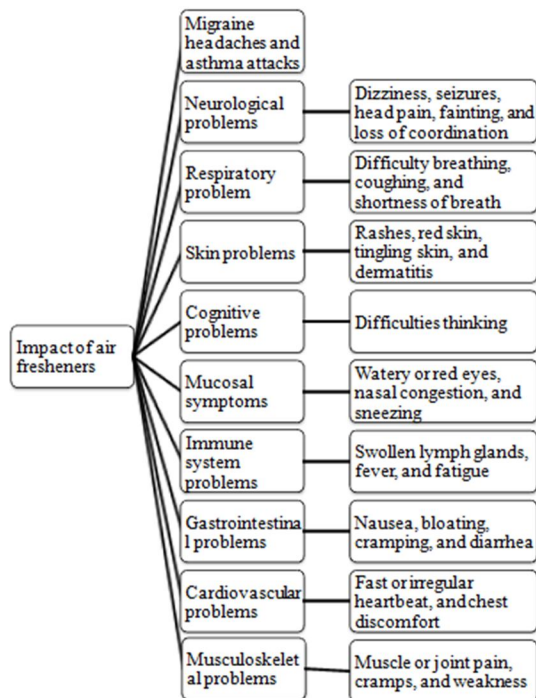 Migraine
headaches and
asthma attacks
Neurological
problems
Dizziness, seizures,
head pain, fainting, and
loss of coordination
Respiratory
problem
Difficulty breathing,
coughing, and
shortness of breath
Skin problems
Rashes, red skin,
tingling skin, and
dermatitis
Cognitive
problems
Difficulties thinking
Impact of air
fresheners
Mucosal
symptoms
Watery or red eyes,
nasal congestion, and
sneezing
Immune
system
problems
Swollen lymph glands,
fever, and fatigue
Gastrointestina
l problems
Nausea, bloating,
cramping, and diarrhea
Cardiovascular
problems
Fast or irregular
heartbeat, and chest
discomfort
Musculoskelet
al problems
Muscle or joint pain,
cramps, and weakness